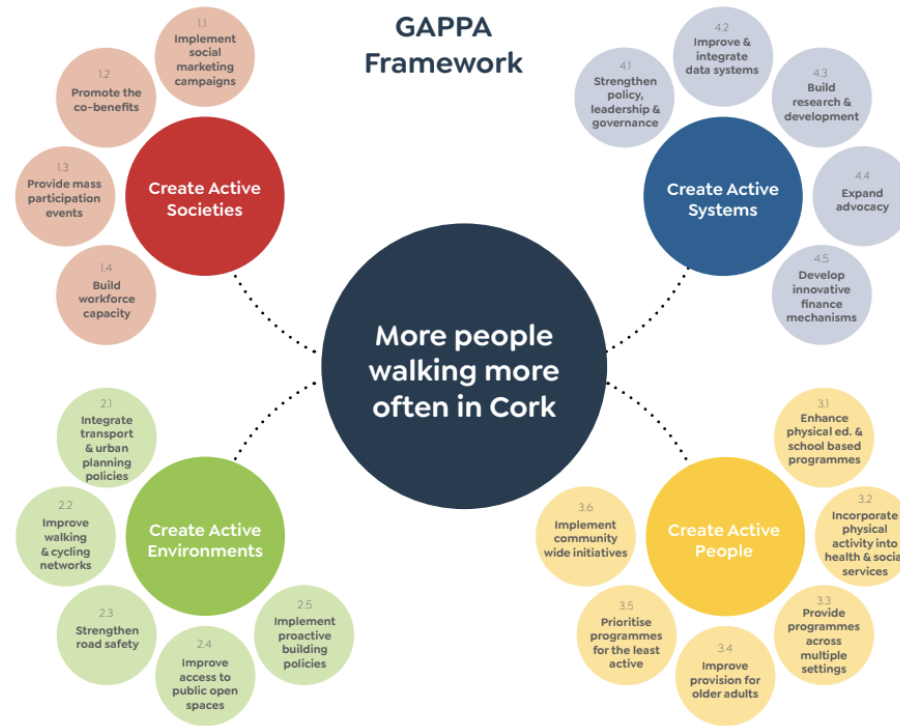 GAPPA
Framework
1.1
Implement
social
marketing
campaigns
1.2
Promote the
co-benefits
1.3
Provide mass
participation
events
1.4
Build
workforce
capacity
Create Active
Societies
4.1
Strengthen
policy,
leadership &
governance
4.2
Improve &
integrate
data systems
4.3
Build
research &
development
4.4
Expand
advocacy
4.5
Develop
innovative
finance
mechanisms
Create Active
Systems
More people
walking more
often in Cork
2.1
Integrate
transport
& urban
planning
policies
2.2
Improve
walking
& cycling
networks
2.3
Strengthen
road safety
2.4
Improve
access to
public open
spaces
2.5
Implement
proactive
building
policies
Create Active
Environments
3.1
Enhance
physical ed. &
school based
programmes
3.2
Incorporate
physical
activity into
health & social
services
3.3
Provide
programmes
across
multiple
settings
3.4
Improve
provision for
older adults
3.5
Prioritise
programmes
for the least
active
3.6
Implement
community
wide initiatives
Create Active
People